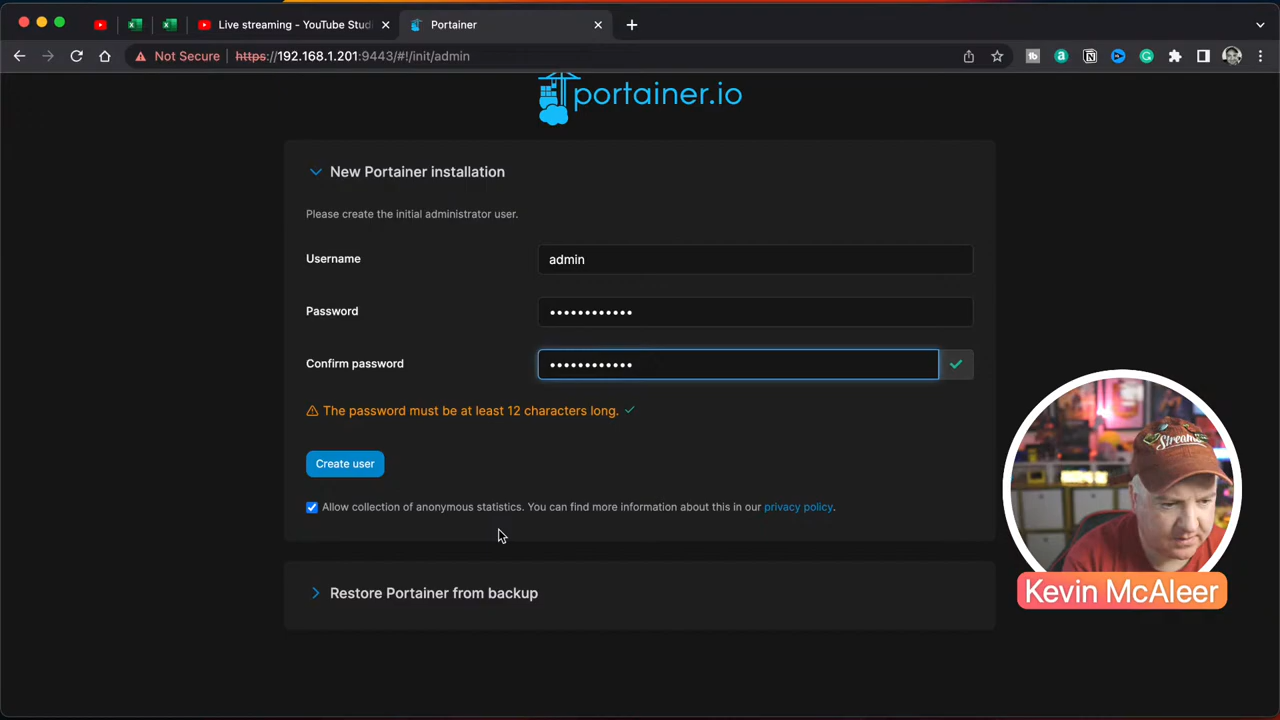 Live streaming - YouTube Stud
Portainer
Not Secure
https://192.168.1.201:9443/#!/init/admin
portainer.io
New Portainer installation
Please create the initial administrator user.
Username
admin
Password
••••••••••••
Confirm password
••••••••••••
The password must be at least 12 characters long.
Create user
Allow collection of anonymous statistics. You can find more information about this in our privacy policy.
Restore Portainer from backup
Kevin McAleer